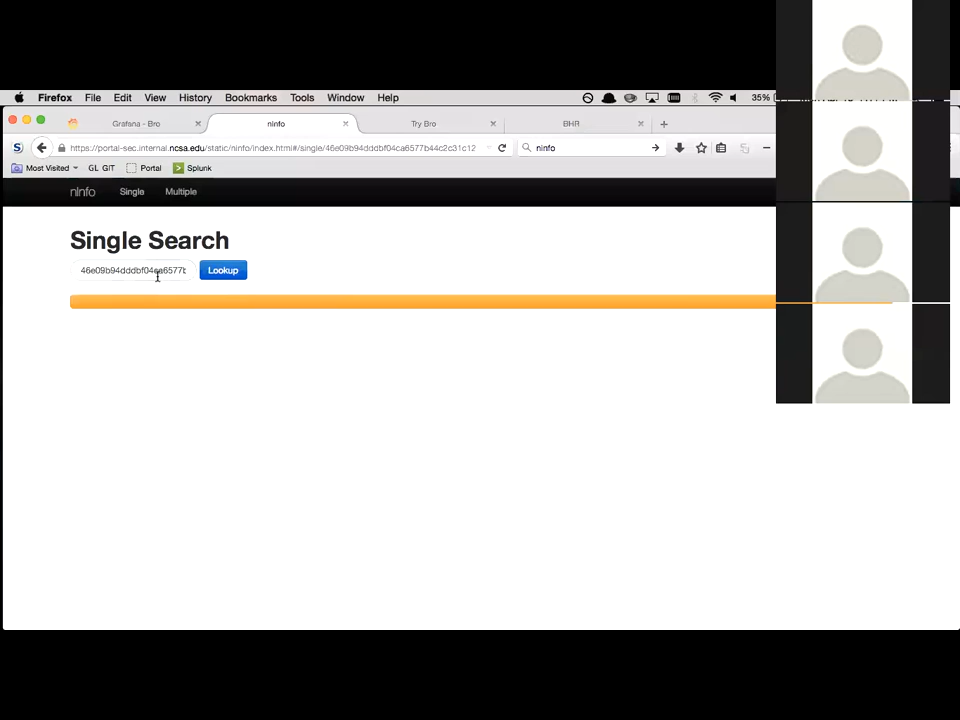 Firefox File Edit View History Bookmarks Tools Window Help 35%
Grafana - Bro ninfo Try Bro BHR
https://portal-sec.internal.ncsa.edu/static/ninfo/index.html#/single/46e09b94dddbf04ca6577b44c2c31c12 ninfo
Most Visited GL GIT Portal Splunk
ninfo Single Multiple
Single Search
46e09b94dddbf04ca6577b Lookup